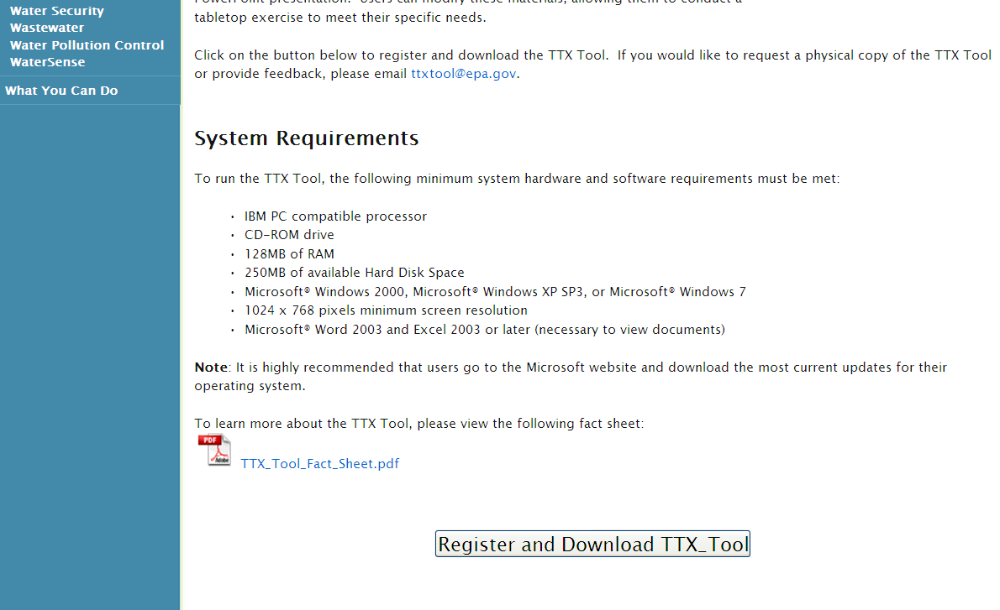 Water Security
Wastewater
Water Pollution Control
WaterSense
What You Can Do
PowerPoint presentation. Users can modify these materials, allowing them to conduct a
tabletop exercise to meet their specific needs.
Click on the button below to register and download the TTX Tool. If you would like to request a physical copy of the TTX Tool
or provide feedback, please email ttxtool@epa.gov.
System Requirements
To run the TTX Tool, the following minimum system hardware and software requirements must be met:
• IBM PC compatible processor
• CD-ROM drive
• 128MB of RAM
• 250MB of available Hard Disk Space
• Microsoft® Windows 2000, Microsoft® Windows XP SP3, or Microsoft® Windows 7
• 1024 x 768 pixels minimum screen resolution
• Microsoft® Word 2003 and Excel 2003 or later (necessary to view documents)
Note: It is highly recommended that users go to the Microsoft website and download the most current updates for their
operating system.
To learn more about the TTX Tool, please view the following fact sheet:
PDF
Adobe
TTX_Tool_Fact_Sheet.pdf
Register and Download TTX_Tool